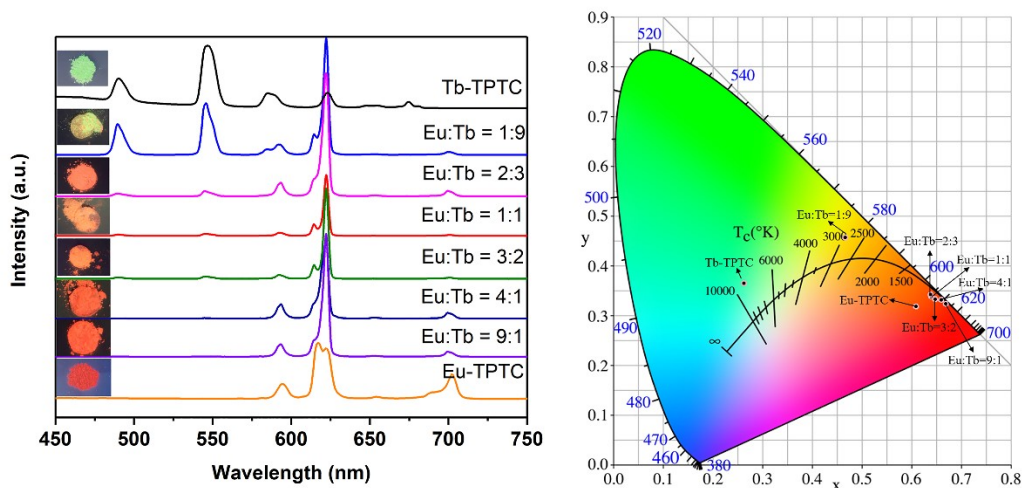 Intensity (a.u.)
Tb-TPTC
Eu:Tb = 1:9
Eu:Tb = 2:3
Eu:Tb = 1:1
Eu:Tb = 3:2
Eu:Tb = 4:1
Eu:Tb = 9:1
Eu-TPTC
450 500 550 600 650 700 750
Wavelength (nm)
0.9
0.8
0.7
0.6
0.5
y
0.4
0.3
0.2
0.1
0.0
0.0 0.1 0.2 0.3 0.4 0.5 0.6 0.7 0.8
x
520
540
560
580
600
620
700
500
490
480
470
460
380
Tc(°K)
∞
10000
6000
4000
3000
2500
2000
1500
Eu:Tb=1:9
Tb-TPTC
Eu-TPTC
Eu:Tb=2:3
Eu:Tb=1:1
Eu:Tb=4:1
Eu:Tb=3:2
Eu:Tb=9:1